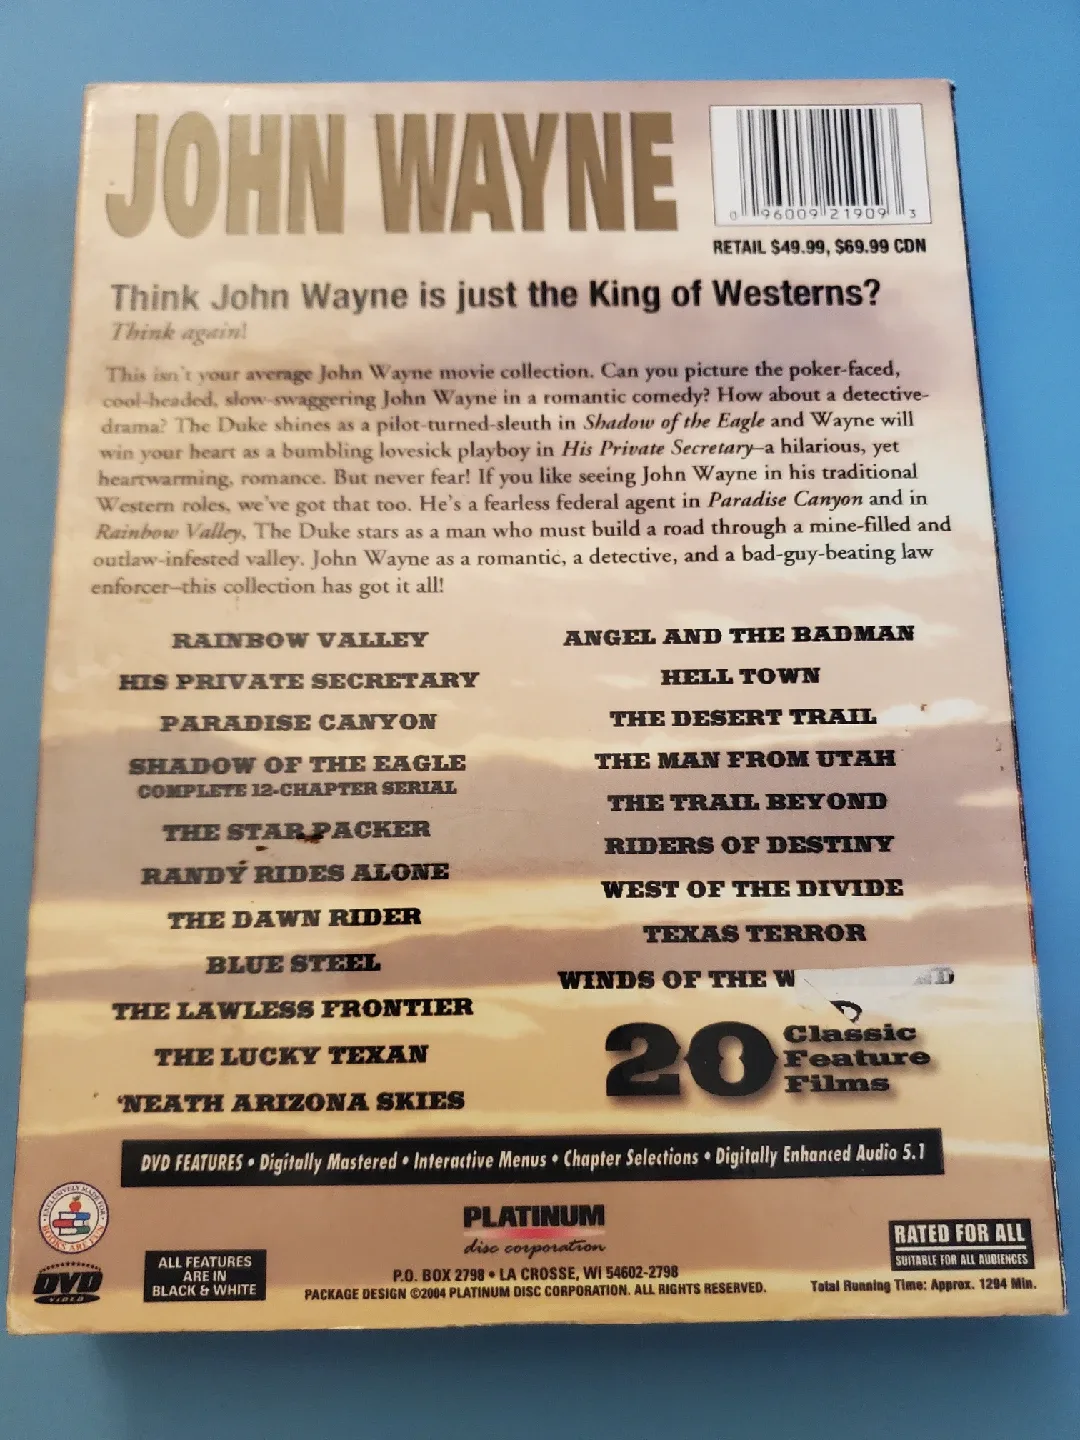 JOHN WAYNE
0 96009 21909 3
RETAIL $49.99, $69.99 CDN
Think John Wayne is just the King of Westerns?
Think again!
This isn't your average John Wayne movie collection. Can you picture the poker-faced,
cool-headed, slow-swaggering John Wayne in a romantic comedy? How about a detective-
drama? The Duke shines as a pilot-turned-sleuth in Shadow of the Eagle and Wayne will
win your heart as a bumbling lovesick playboy in His Private Secretary–a hilarious, yet
heartwarming, romance. But never fear! If you like seeing John Wayne in his traditional
Western roles, we've got that too. He's a fearless federal agent in Paradise Canyon and in
Rainbow Valley, The Duke stars as a man who must build a road through a mine-filled and
outlaw-infested valley. John Wayne as a romantic, a detective, and a bad-guy-beating law
enforcer–this collection has got it all!
RAINBOW VALLEY
HIS PRIVATE SECRETARY
PARADISE CANYON
SHADOW OF THE EAGLE
COMPLETE 12-CHAPTER SERIAL
THE STAR PACKER
RANDY RIDES ALONE
THE DAWN RIDER
BLUE STEEL
THE LAWLESS FRONTIER
THE LUCKY TEXAN
'NEATH ARIZONA SKIES
ANGEL AND THE BADMAN
HELL TOWN
THE DESERT TRAIL
THE MAN FROM UTAH
THE TRAIL BEYOND
RIDERS OF DESTINY
WEST OF THE DIVIDE
TEXAS TERROR
WINDS OF THE
20 Classic
Feature
Films
DVD FEATURES • Digitally Mastered • Interactive Menus • Chapter Selections • Digitally Enhanced Audio 5.1
EXCLUSIVELY MADE FOR
BOOKS ARE FUN
DVD
VIDEO
ALL FEATURES
ARE IN
BLACK & WHITE
PLATINUM
disc corporation
P.O. BOX 2798 • LA CROSSE, WI 54602-2798
PACKAGE DESIGN ©2004 PLATINUM DISC CORPORATION. ALL RIGHTS RESERVED.
RATED FOR ALL
SUITABLE FOR ALL AUDIENCES
Total Running Time: Approx. 1294 Min.